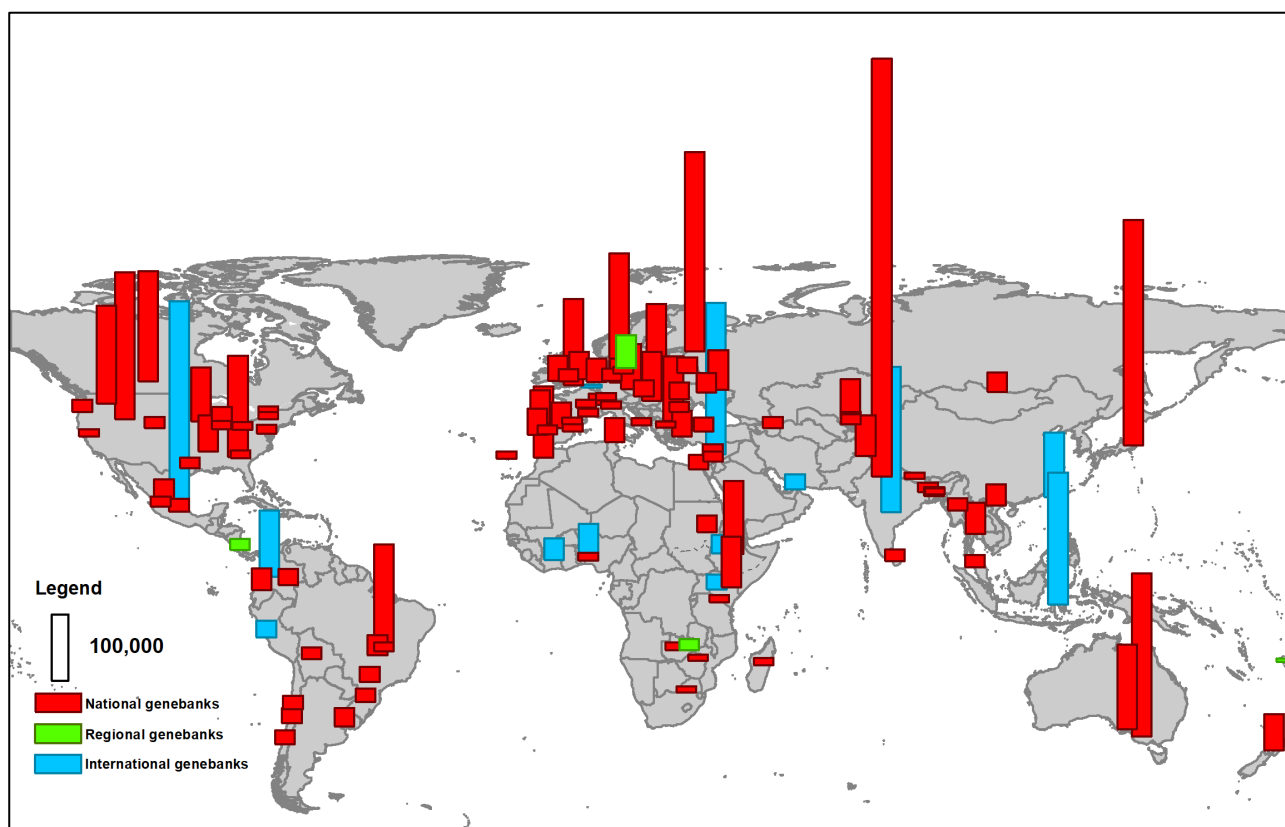 Legend
100,000
National genebanks
Regional genebanks
International genebanks